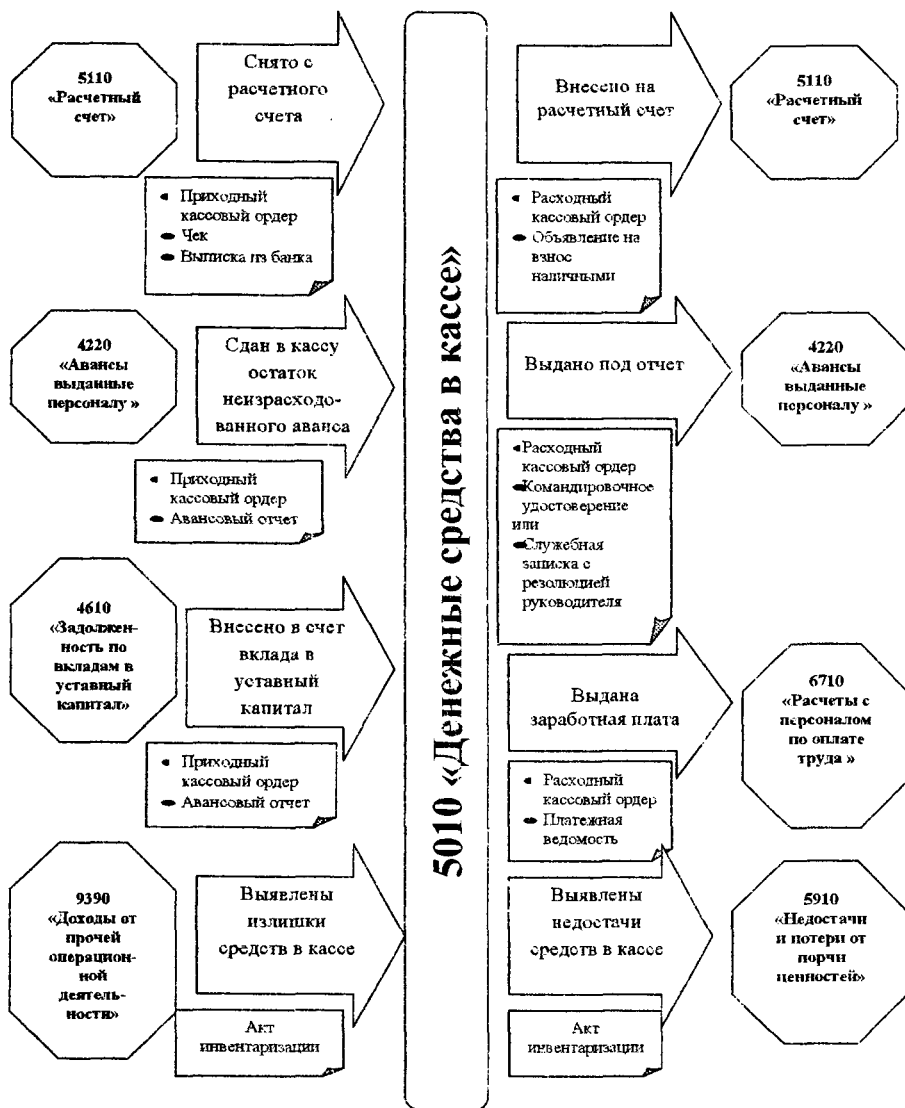 5110
«Расчетный
счет»
Снято с
расчетного
счета
Приходный
кассовый ордер
Чек
Выписка из банка
4220
«Авансы
выданные
персоналу »
Сдан в кассу
остаток
неизрасходо-
ванного аванса
Приходный
кассовый ордер
Авансовый отчет
4610
«Задолжен-
ность по
вкладам в
уставный
капитал»
Внесено в счет
вклада в
уставный
капитал
Приходный
кассовый ордер
Авансовый отчет
9390
«Доходы от
прочей
операцион-
ной
деятель-
ности»
Выявлены
излишки
средств в кассе
Акт
инвентаризации
5010 «Денежные средства в кассе»
Внесено на
расчетный счет
5110
«Расчетный
счет»
Расходный
кассовый ордер
Объявление на
взнос
наличными
Выдано под отчет
4220
«Авансы
выданные
персоналу »
Расходный
кассовый ордер
Командировочное
удостоверение
или
Служебная
записка с
резолюцией
руководителя
Выдана
заработная плата
6710
«Расчеты с
персоналом
по оплате
труда »
Расходный
кассовый ордер
Платежная
ведомость
Выявлены
недостачи
средств в кассе
5910
«Недостачи
и потери от
порчи
ценностей»
Акт
инвентаризации